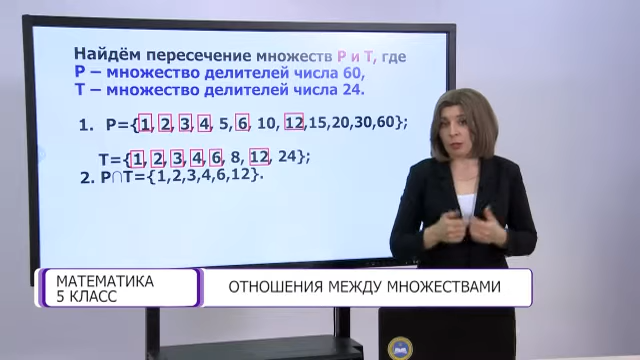 Найдём пересечение множеств P и T, где
P – множество делителей числа 60,
T – множество делителей числа 24.
1. P={1, 2, 3, 4, 5, 6, 10, 12,15,20,30,60};
T={1, 2, 3, 4, 6, 8, 12, 24};
2. P∩T={1,2,3,4,6,12}.
МАТЕМАТИКА
5 КЛАСС
ОТНОШЕНИЯ МЕЖДУ МНОЖЕСТВАМИ